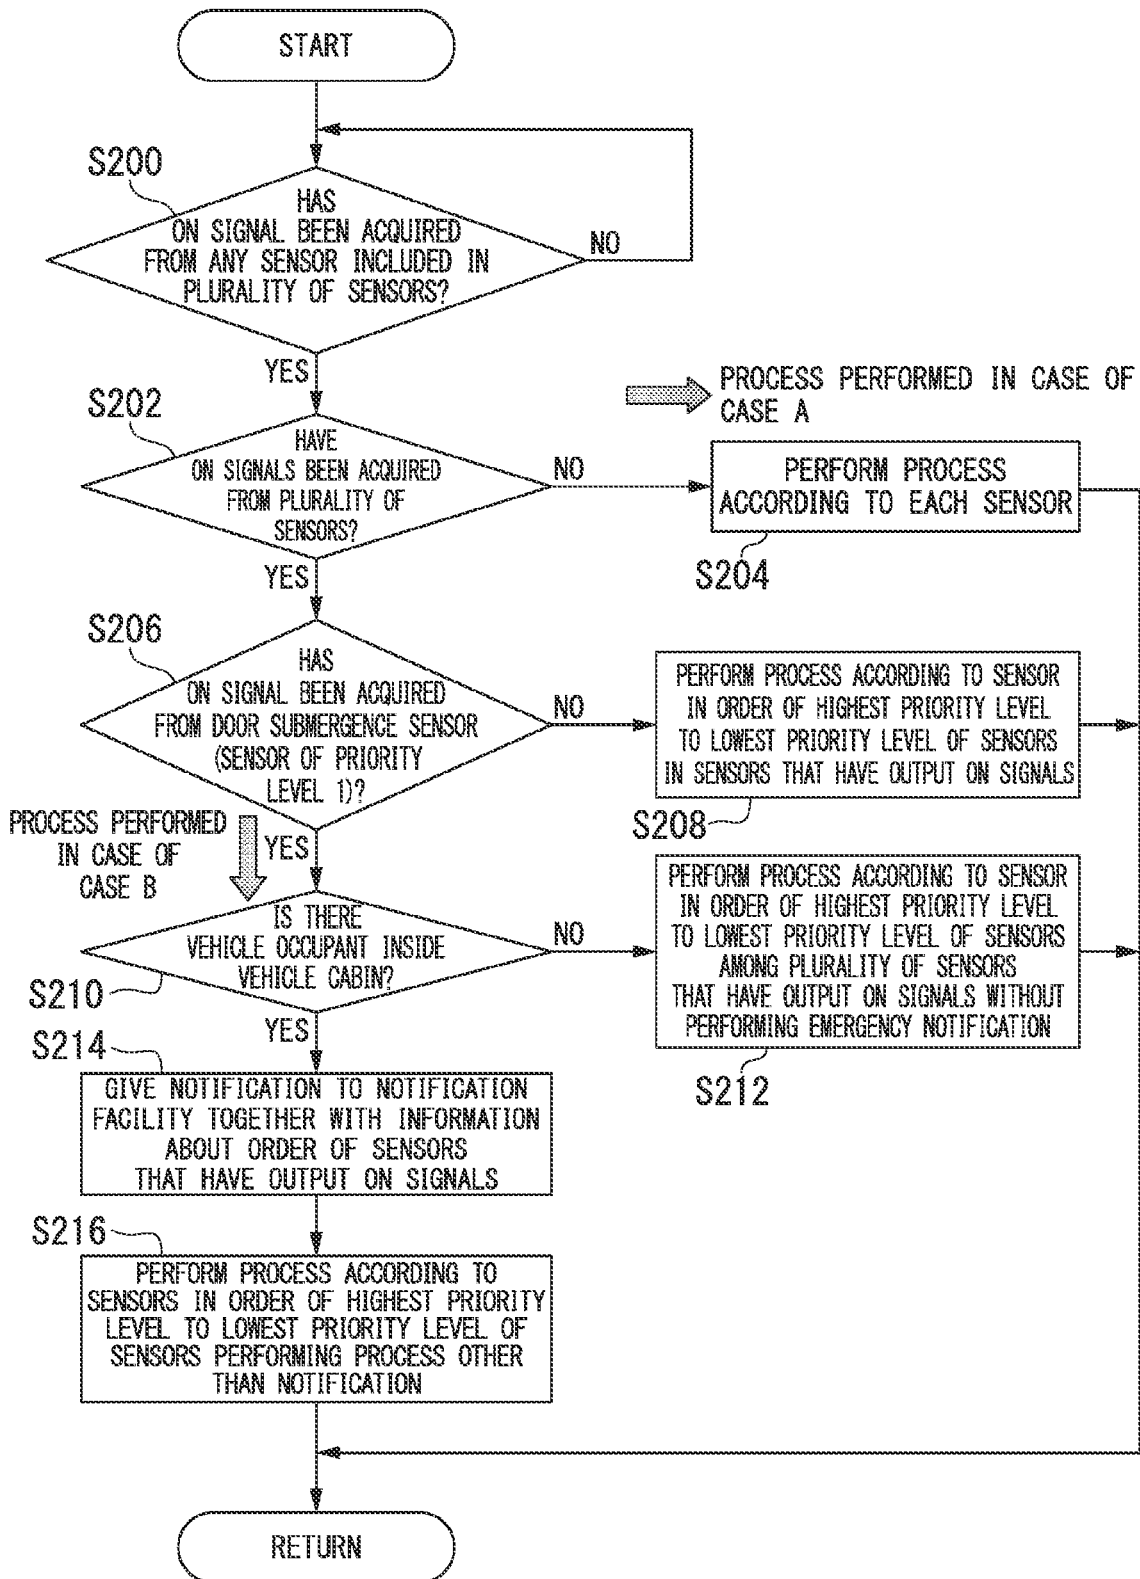 START
S200
HAS
ON SIGNAL BEEN ACQUIRED
FROM ANY SENSOR INCLUDED IN
PLURALITY OF SENSORS?
NO
YES
PROCESS PERFORMED IN CASE OF
CASE A
S202
HAVE
ON SIGNALS BEEN ACQUIRED
FROM PLURALITY OF
SENSORS?
NO
PERFORM PROCESS
ACCORDING TO EACH SENSOR
S204
YES
S206
HAS
ON SIGNAL BEEN ACQUIRED
FROM DOOR SUBMERGENCE SENSOR
(SENSOR OF PRIORITY
LEVEL 1)?
NO
PERFORM PROCESS ACCORDING TO SENSOR
IN ORDER OF HIGHEST PRIORITY LEVEL
TO LOWEST PRIORITY LEVEL OF SENSORS
IN SENSORS THAT HAVE OUTPUT ON SIGNALS
S208
PROCESS PERFORMED
IN CASE OF
CASE B
YES
IS THERE
VEHICLE OCCUPANT INSIDE
VEHICLE CABIN?
S210
NO
PERFORM PROCESS ACCORDING TO SENSOR
IN ORDER OF HIGHEST PRIORITY LEVEL
TO LOWEST PRIORITY LEVEL OF SENSORS
AMONG PLURALITY OF SENSORS
THAT HAVE OUTPUT ON SIGNALS WITHOUT
PERFORMING EMERGENCY NOTIFICATION
S212
YES
S214
GIVE NOTIFICATION TO NOTIFICATION
FACILITY TOGETHER WITH INFORMATION
ABOUT ORDER OF SENSORS
THAT HAVE OUTPUT ON SIGNALS
S216
PERFORM PROCESS ACCORDING TO
SENSORS IN ORDER OF HIGHEST PRIORITY
LEVEL TO LOWEST PRIORITY LEVEL OF
SENSORS PERFORMING PROCESS OTHER
THAN NOTIFICATION
RETURN